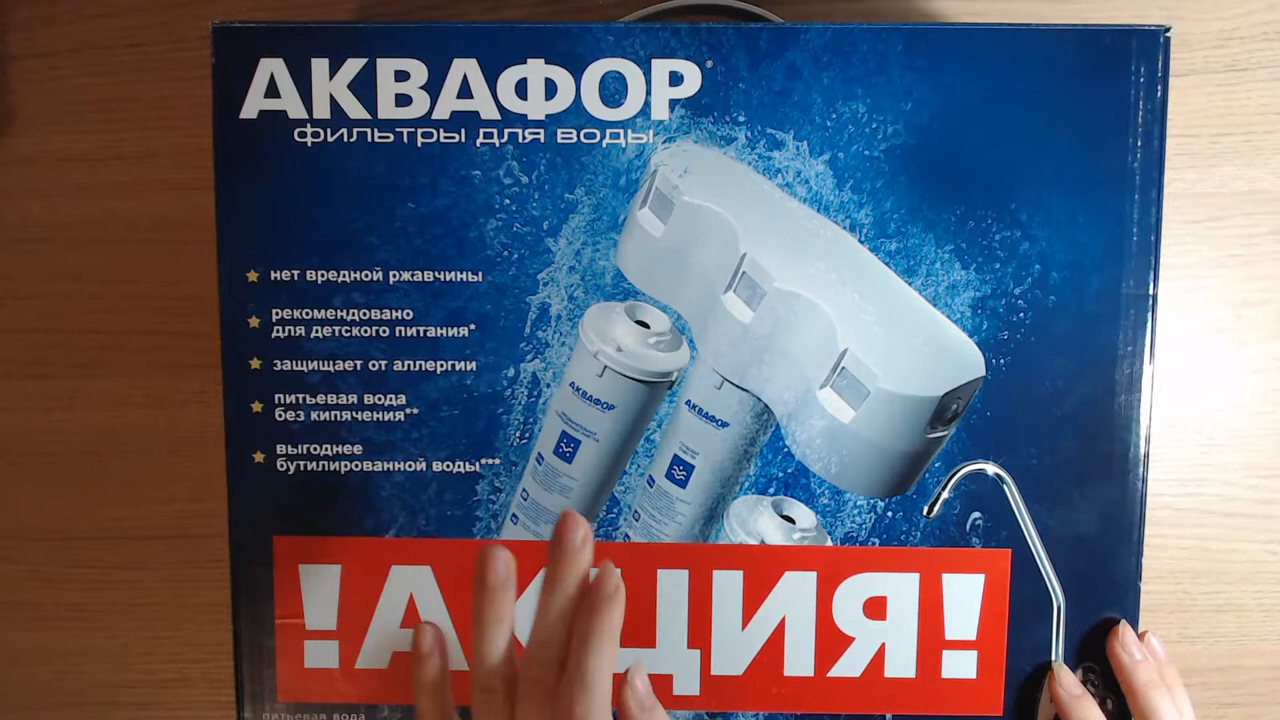 АКВАФОР®
фильтры для воды
нет вредной ржавчины
рекомендовано
для детского питания*
защищает от аллергии
питьевая вода
без кипячения**
выгоднее
бутилированной воды***
АКВАФОР
АКВАФОР
!АКЦИЯ!
питьевая вода